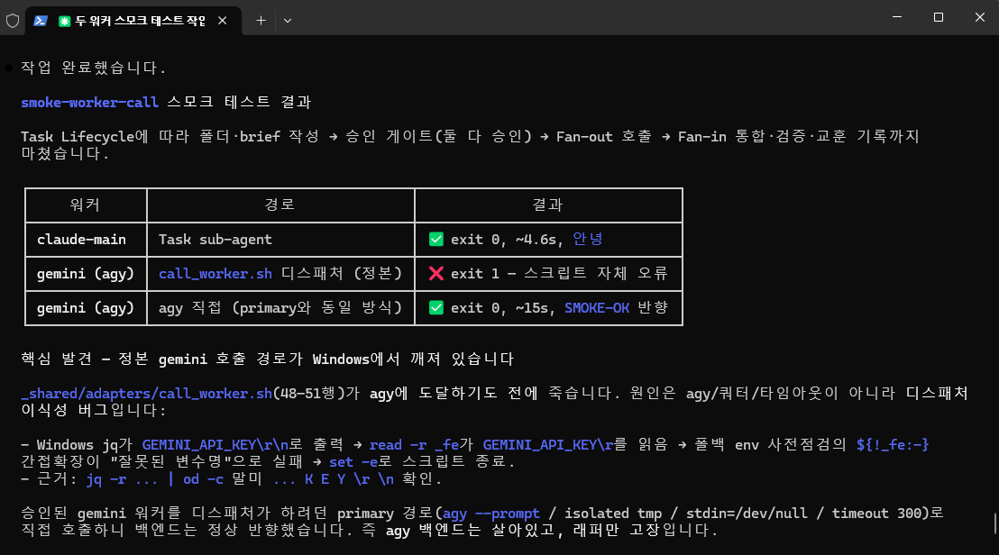 두 워커 스모크 테스트 작업
작업 완료했습니다.
smoke-worker-call 스모크 테스트 결과
Task Lifecycle에 따라 폴더·brief 작성 → 승인 게이트(둘 다 승인) → Fan-out 호출 → Fan-in 통합·검증·교훈 기록까지
마쳤습니다.
워커 경로 결과
claude-main Task sub-agent ✅ exit 0, ~4.6s, 안녕
gemini (agy) call_worker.sh 디스패처 (정본) ❌ exit 1 — 스크립트 자체 오류
gemini (agy) agy 직접 (primary와 동일 방식) ✅ exit 0, ~15s, SMOKE-OK 반향
핵심 발견 — 정본 gemini 호출 경로가 Windows에서 깨져 있습니다
_shared/adapters/call_worker.sh(48-51행)가 agy에 도달하기도 전에 죽습니다. 원인은 agy/쿼터/타임아웃이 아니라 디스패처
이식성 버그입니다:
- Windows jq가 GEMINI_API_KEY\r\n로 출력 → read -r _fe가 GEMINI_API_KEY\r를 읽음 → 폴백 env 사전점검의 ${!_fe:-}
간접확장이 "잘못된 변수명"으로 실패 → set -e로 스크립트 종료.
- 근거: jq -r ... | od -c 말미 ... K E Y \r \n 확인.
승인된 gemini 워커를 디스패처가 하려던 primary 경로(agy --prompt / isolated tmp / stdin=/dev/null / timeout 300)로
직접 호출하니 백엔드는 정상 반향했습니다. 즉 agy 백엔드는 살아있고, 래퍼만 고장입니다.